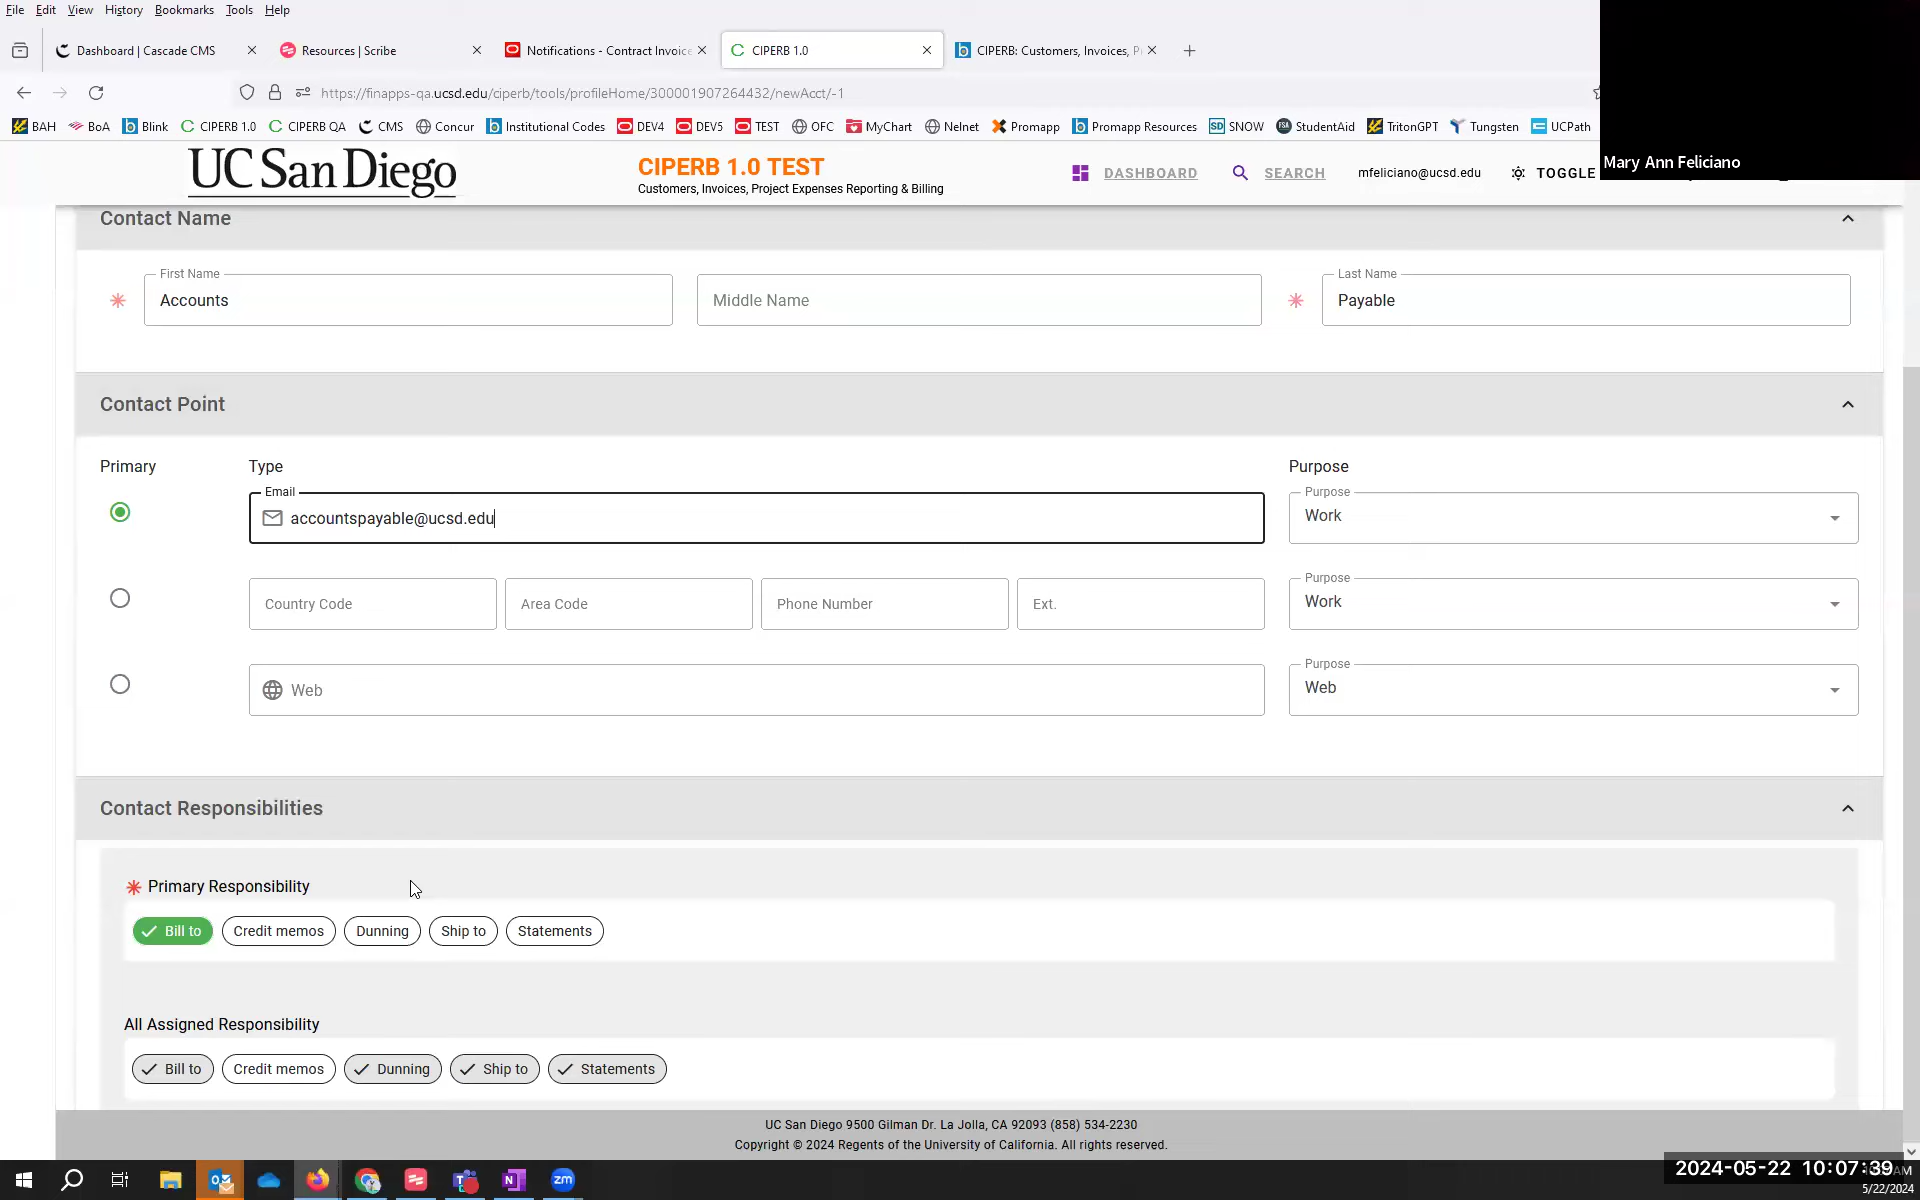 File Edit View History Bookmarks Tools Help
Dashboard | Cascade CMS
Resources | Scribe
Notifications - Contract Invoice
CIPERB 1.0
CIPERB: Customers, Invoices, P
https://finapps-qa.ucsd.edu/ciperb/tools/profileHome/300001907264432/newAcct/-1
BAH BoA Blink CIPERB 1.0 CIPERB QA CMS Concur Institutional Codes DEV4 DEV5 TEST OFC MyChart Nelnet Promapp Promapp Resources SNOW StudentAid TritonGPT Tungsten UCPath
Mary Ann Feliciano
UC San Diego
CIPERB 1.0 TEST
Customers, Invoices, Project Expenses Reporting & Billing
DASHBOARD SEARCH mfeliciano@ucsd.edu TOGGLE
Contact Name
First Name
Accounts
Middle Name
Last Name
Payable
Contact Point
Primary Type Purpose
Email
accountspayable@ucsd.edu
Purpose
Work
Country Code Area Code Phone Number Ext.
Purpose
Work
Web
Purpose
Web
Contact Responsibilities
Primary Responsibility
Bill to Credit memos Dunning Ship to Statements
All Assigned Responsibility
Bill to Credit memos Dunning Ship to Statements
UC San Diego 9500 Gilman Dr. La Jolla, CA 92093 (858) 534-2230
Copyright © 2024 Regents of the University of California. All rights reserved.
2024-05-22 10:07:39
5/22/2024